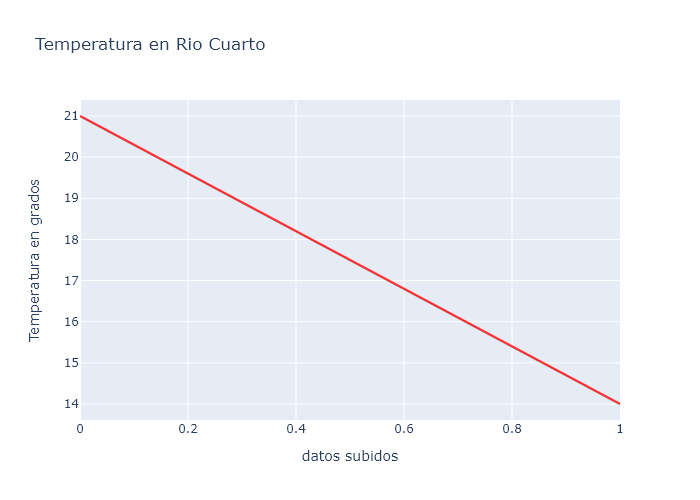 Temperatura en Rio Cuarto
Temperatura en grados
21
20
19
18
17
16
15
14
0 0.2 0.4 0.6 0.8 1
datos subidos